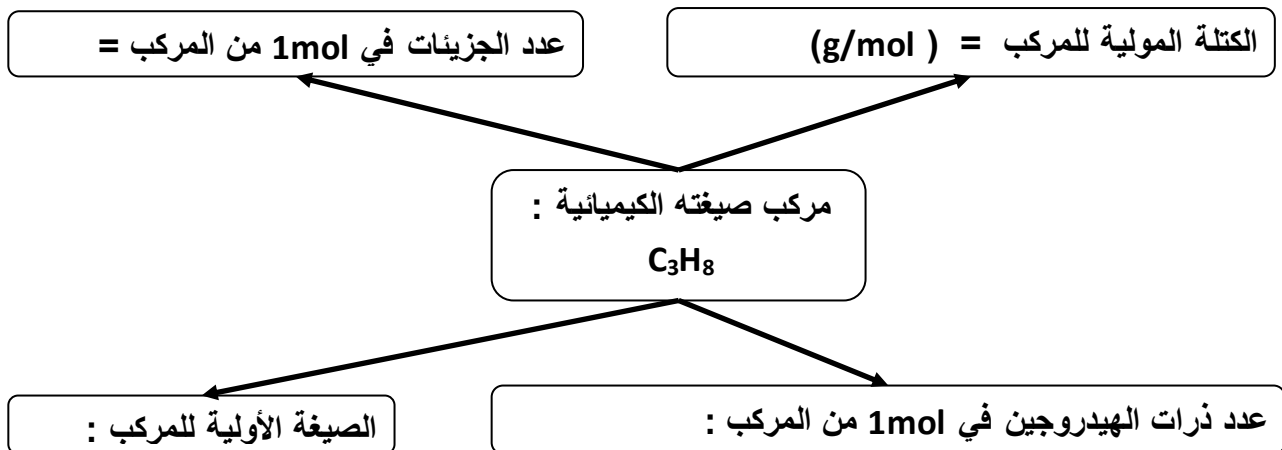 الكتلة المولية للمركب = ( g/mol)
عدد الجزيئات في 1mol من المركب =
مركب صيغته الكيميائية :
C₃H₈
عدد ذرات الهيدروجين في 1mol من المركب :
الصيغة الأولية للمركب :